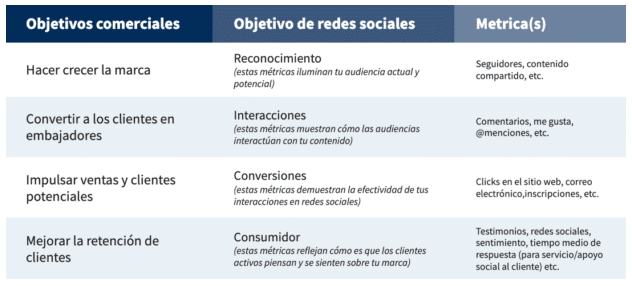 Objetivos comerciales
Objetivo de redes sociales
Metrica(s)
Hacer crecer la marca
Reconocimiento
(estas métricas iluminan tu audiencia actual y
potencial)
Seguidores, contenido
compartido, etc.
Convertir a los clientes en
embajadores
Interacciones
(estas métricas muestran cómo las audiencias
interactúan con tu contenido)
Comentarios, me gusta,
@menciones, etc.
Impulsar ventas y clientes
potenciales
Conversiones
(estas métricas demuestran la efectividad de tus
interacciones en redes sociales)
Clicks en el sitio web, correo
electrónico,inscripciones, etc.
Mejorar la retención de
clientes
Consumidor
(estas métricas reflejan cómo es que los clientes
activos piensan y se sienten sobre tu marca)
Testimonios, redes sociales,
sentimiento, tiempo medio de
respuesta (para servicio/apoyo
social al cliente) etc.